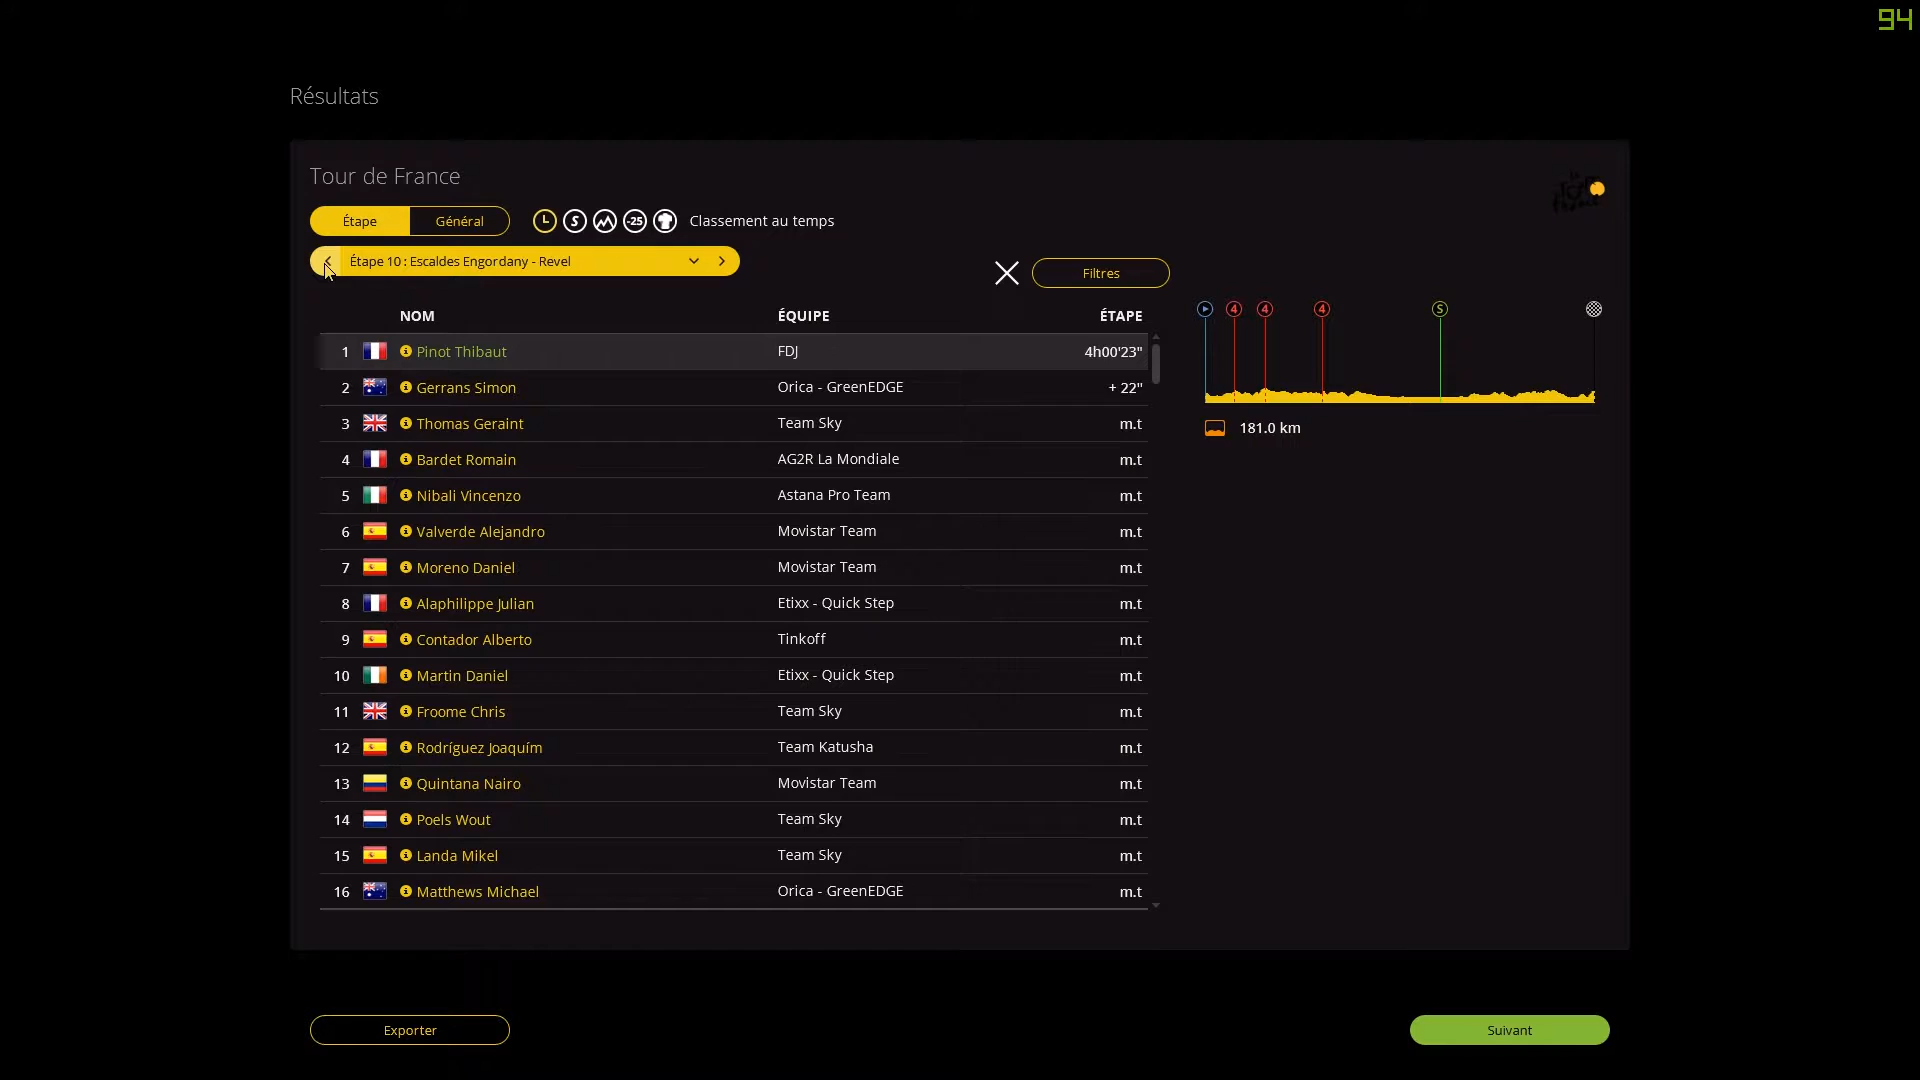 94
Résultats
Tour de France
Étape Général S -25 Classement au temps
Étape 10 : Escaldes Engordany - Revel
Filtres
NOM ÉQUIPE ÉTAPE
4 4 4 S
1 Pinot Thibaut FDJ 4h00'23"
2 Gerrans Simon Orica - GreenEDGE + 22"
3 Thomas Geraint Team Sky m.t
181.0 km
4 Bardet Romain AG2R La Mondiale m.t
5 Nibali Vincenzo Astana Pro Team m.t
6 Valverde Alejandro Movistar Team m.t
7 Moreno Daniel Movistar Team m.t
8 Alaphilippe Julian Etixx - Quick Step m.t
9 Contador Alberto Tinkoff m.t
10 Martin Daniel Etixx - Quick Step m.t
11 Froome Chris Team Sky m.t
12 Rodríguez Joaquím Team Katusha m.t
13 Quintana Nairo Movistar Team m.t
14 Poels Wout Team Sky m.t
15 Landa Mikel Team Sky m.t
16 Matthews Michael Orica - GreenEDGE m.t
Exporter Suivant